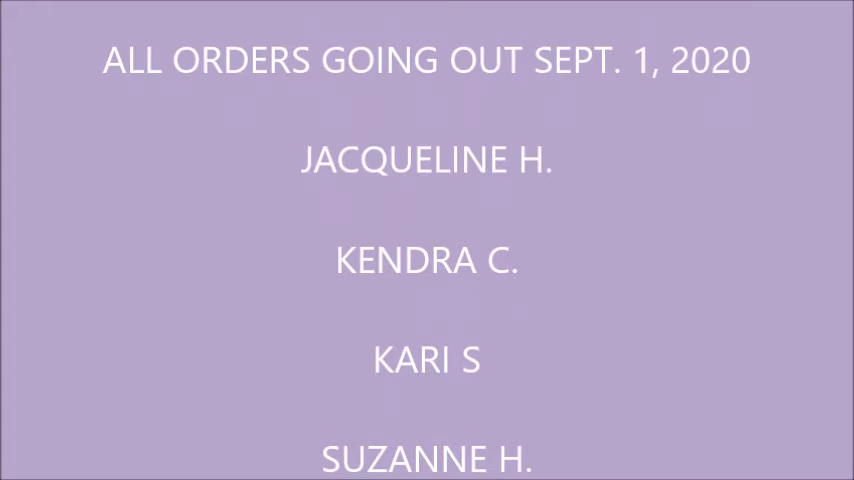 ALL ORDERS GOING OUT SEPT. 1, 2020
JACQUELINE H.
KENDRA C.
KARI S
SUZANNE H.